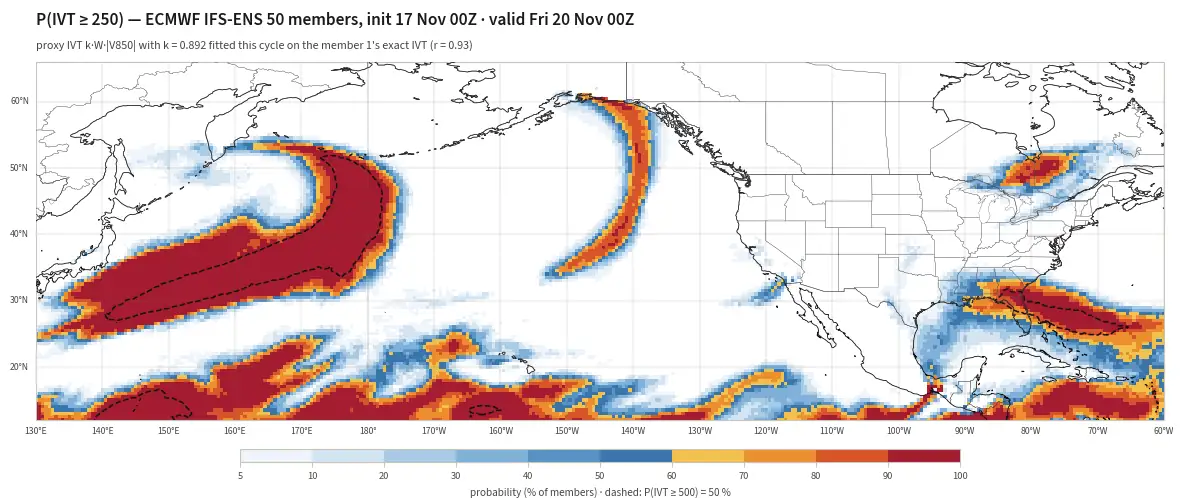 P(IVT ≥ 250) — ECMWF IFS-ENS 50 members, init 17 Nov 00Z · valid Fri 20 Nov 00Z
proxy IVT k·W·|V850| with k = 0.892 fitted this cycle on the member 1's exact IVT (r = 0.93)
60°N
50°N
40°N
30°N
20°N
130°E 140°E 150°E 160°E 170°E 180° 170°W 160°W 150°W 140°W 130°W 120°W 110°W 100°W 90°W 80°W 70°W 60°W
5 10 20 30 40 50 60 70 80 90 100
probability (% of members) · dashed: P(IVT ≥ 500) = 50 %